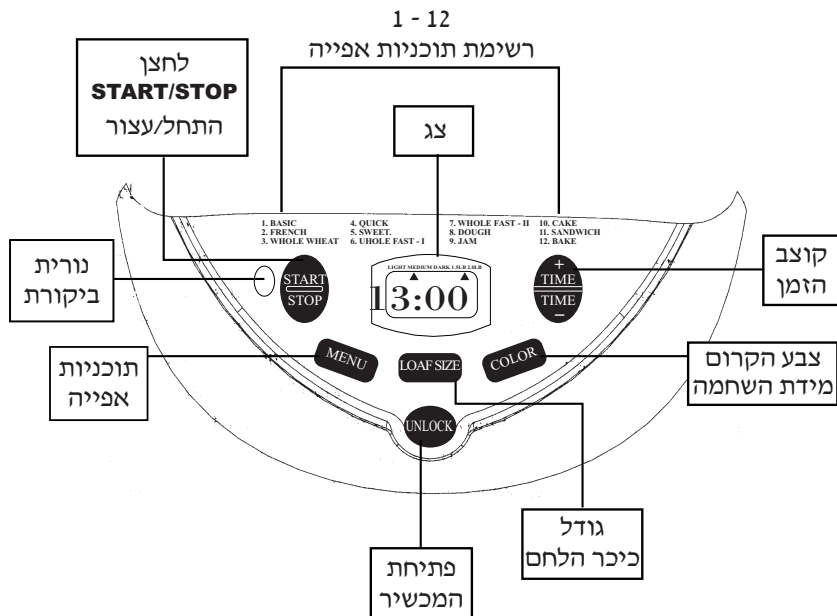 1 - 12
רשימת תוכניות אפייה
לחצן
START/STOP
התחל/עצור
צג
1. BASIC
2. FRENCH
3. WHOLE WHEAT
4. QUICK
5. SWEET.
6. UHOLE FAST - I
7. WHOLE FAST - II
8. DOUGH
9. JAM
10. CAKE
11. SANDWICH
12. BAKE
נורית
ביקורת
START
STOP
LIGHT MEDIUM DARK 1.5LB 2.0LB
13:00
+
TIME
TIME
–
קוצב
הזמן
תוכניות
אפייה
MENU
LOAF SIZE
COLOR
צבע הקרום
מידת השחמה
UNLOCK
גודל
כיכר הלחם
פתיחת
המכשיר